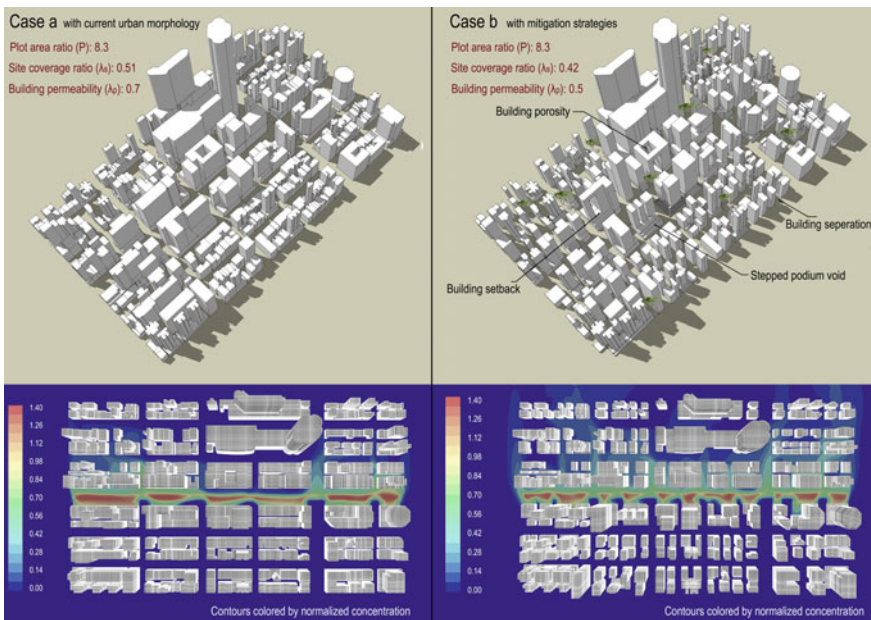 Case a with current urban morphology
Plot area ratio (P): 8.3
Site coverage ratio (λₐ): 0.51
Building permeability (λₚ): 0.7
Case b with mitigation strategies
Plot area ratio (P): 8.3
Site coverage ratio (λₐ): 0.42
Building permeability (λₚ): 0.5
Building porosity
Building seperation
Stepped podium void
Building setback
1.40
1.26
1.12
0.98
0.84
0.70
0.56
0.42
0.28
0.14
0.00
Contours colored by normalized concentration
1.40
1.26
1.12
0.98
0.84
0.70
0.56
0.42
0.28
0.14
0.00
Contours colored by normalized concentration